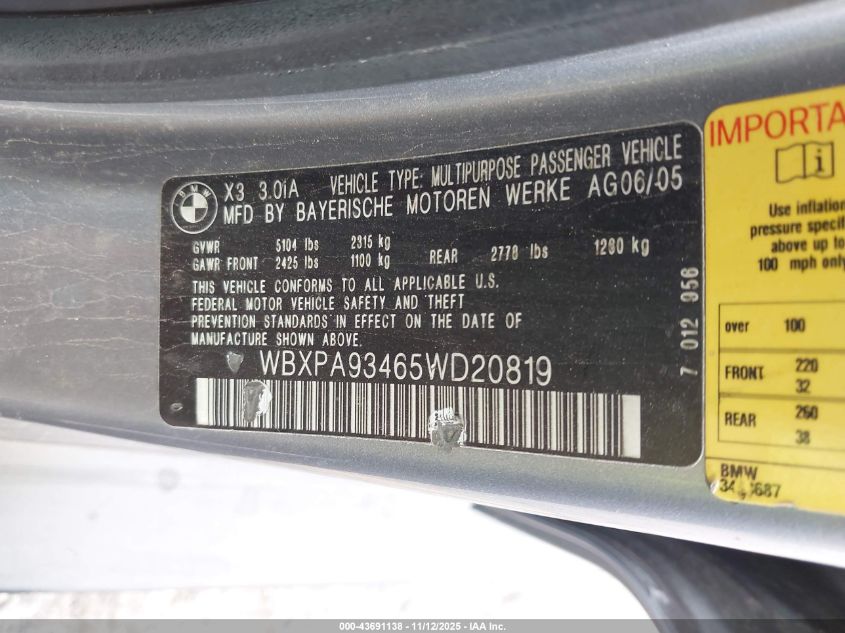 BMW
X3 3.0iA VEHICLE TYPE: MULTIPURPOSE PASSENGER VEHICLE
MFD BY BAYERISCHE MOTOREN WERKE AG 06/05
GVWR 5104 lbs 2315 kg
GAWR FRONT 2425 lbs 1100 kg REAR 2778 lbs 1260 kg
THIS VEHICLE CONFORMS TO ALL APPLICABLE U.S.
FEDERAL MOTOR VEHICLE SAFETY AND THEFT
PREVENTION STANDARDS IN EFFECT ON THE DATE OF
MANUFACTURE SHOWN ABOVE.
WBXPA93465WD20819
7 012 956
IMPORTA
i
Use inflation
pressure specif
above up to
100 mph only
over 100
FRONT 220
32
REAR 260
38
BMW
000-43691138 - 11/12/2025 - IAA Inc.